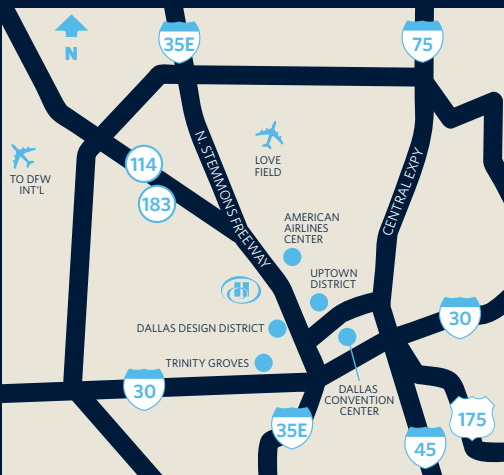 35E
75
N
114
183
N. STEMMONS FREEWAY
LOVE
FIELD
CENTRAL EXPY
TO DFW
INT'L
AMERICAN
AIRLINES
CENTER
UPTOWN
DISTRICT
H
DALLAS DESIGN DISTRICT
30
TRINITY GROVES
30
DALLAS
CONVENTION
CENTER
35E
175
45